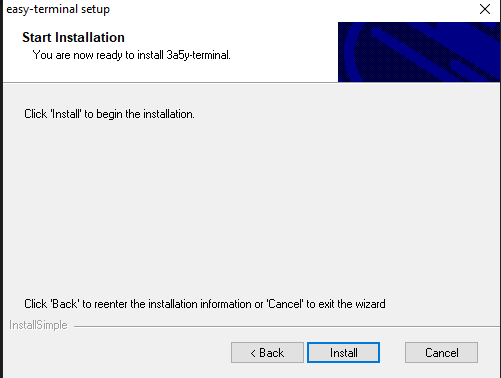 easy-terminal setup
Start Installation
You are now ready to install 3a5y-terminal.
Click 'Install' to begin the installation.
Click 'Back' to reenter the installation information or 'Cancel' to exit the wizard
InstallSimple
< Back
Install
Cancel